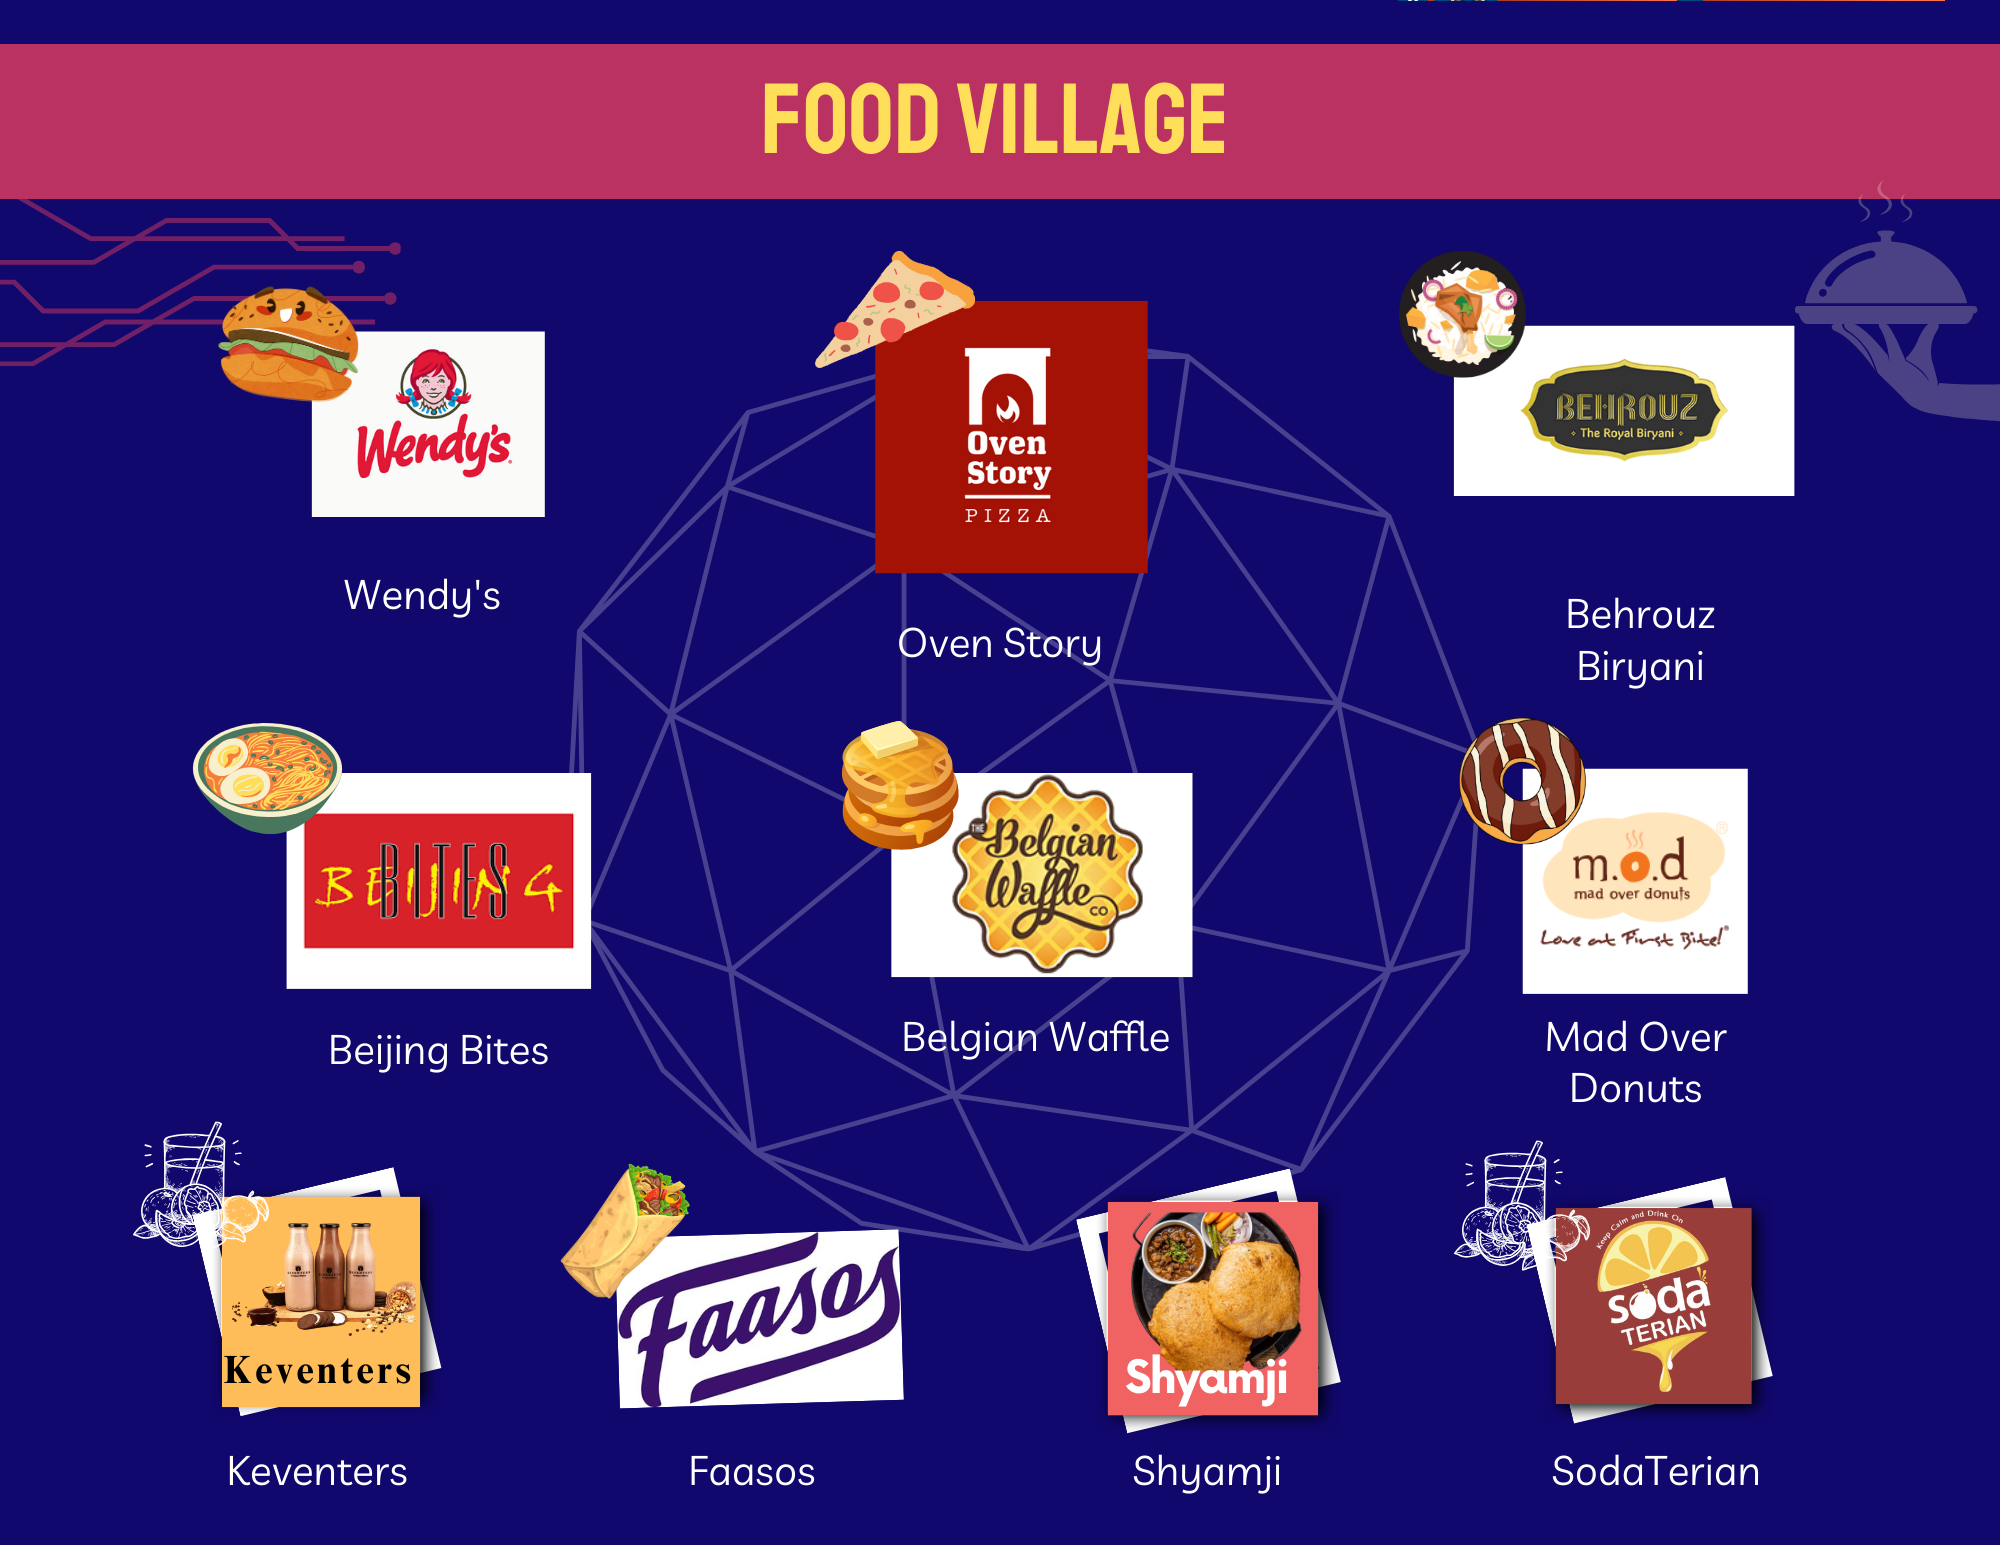 FOOD VILLAGE
Wendy's
Wendy's
Oven
Story
PIZZA
Oven Story
BEHROUZ
The Royal Biryani
Behrouz
Biryani
BEIJING
BITES
Beijing Bites
THE
Belgian
Waffle
CO
Belgian Waffle
m.o.d
mad over donuts
Love at First Bite!
Mad Over
Donuts
Keventers
Keventers
Faasos
Faasos
Shyamji
Shyamji
Keep Calm and Drink On
soda
TERIAN
SodaTerian